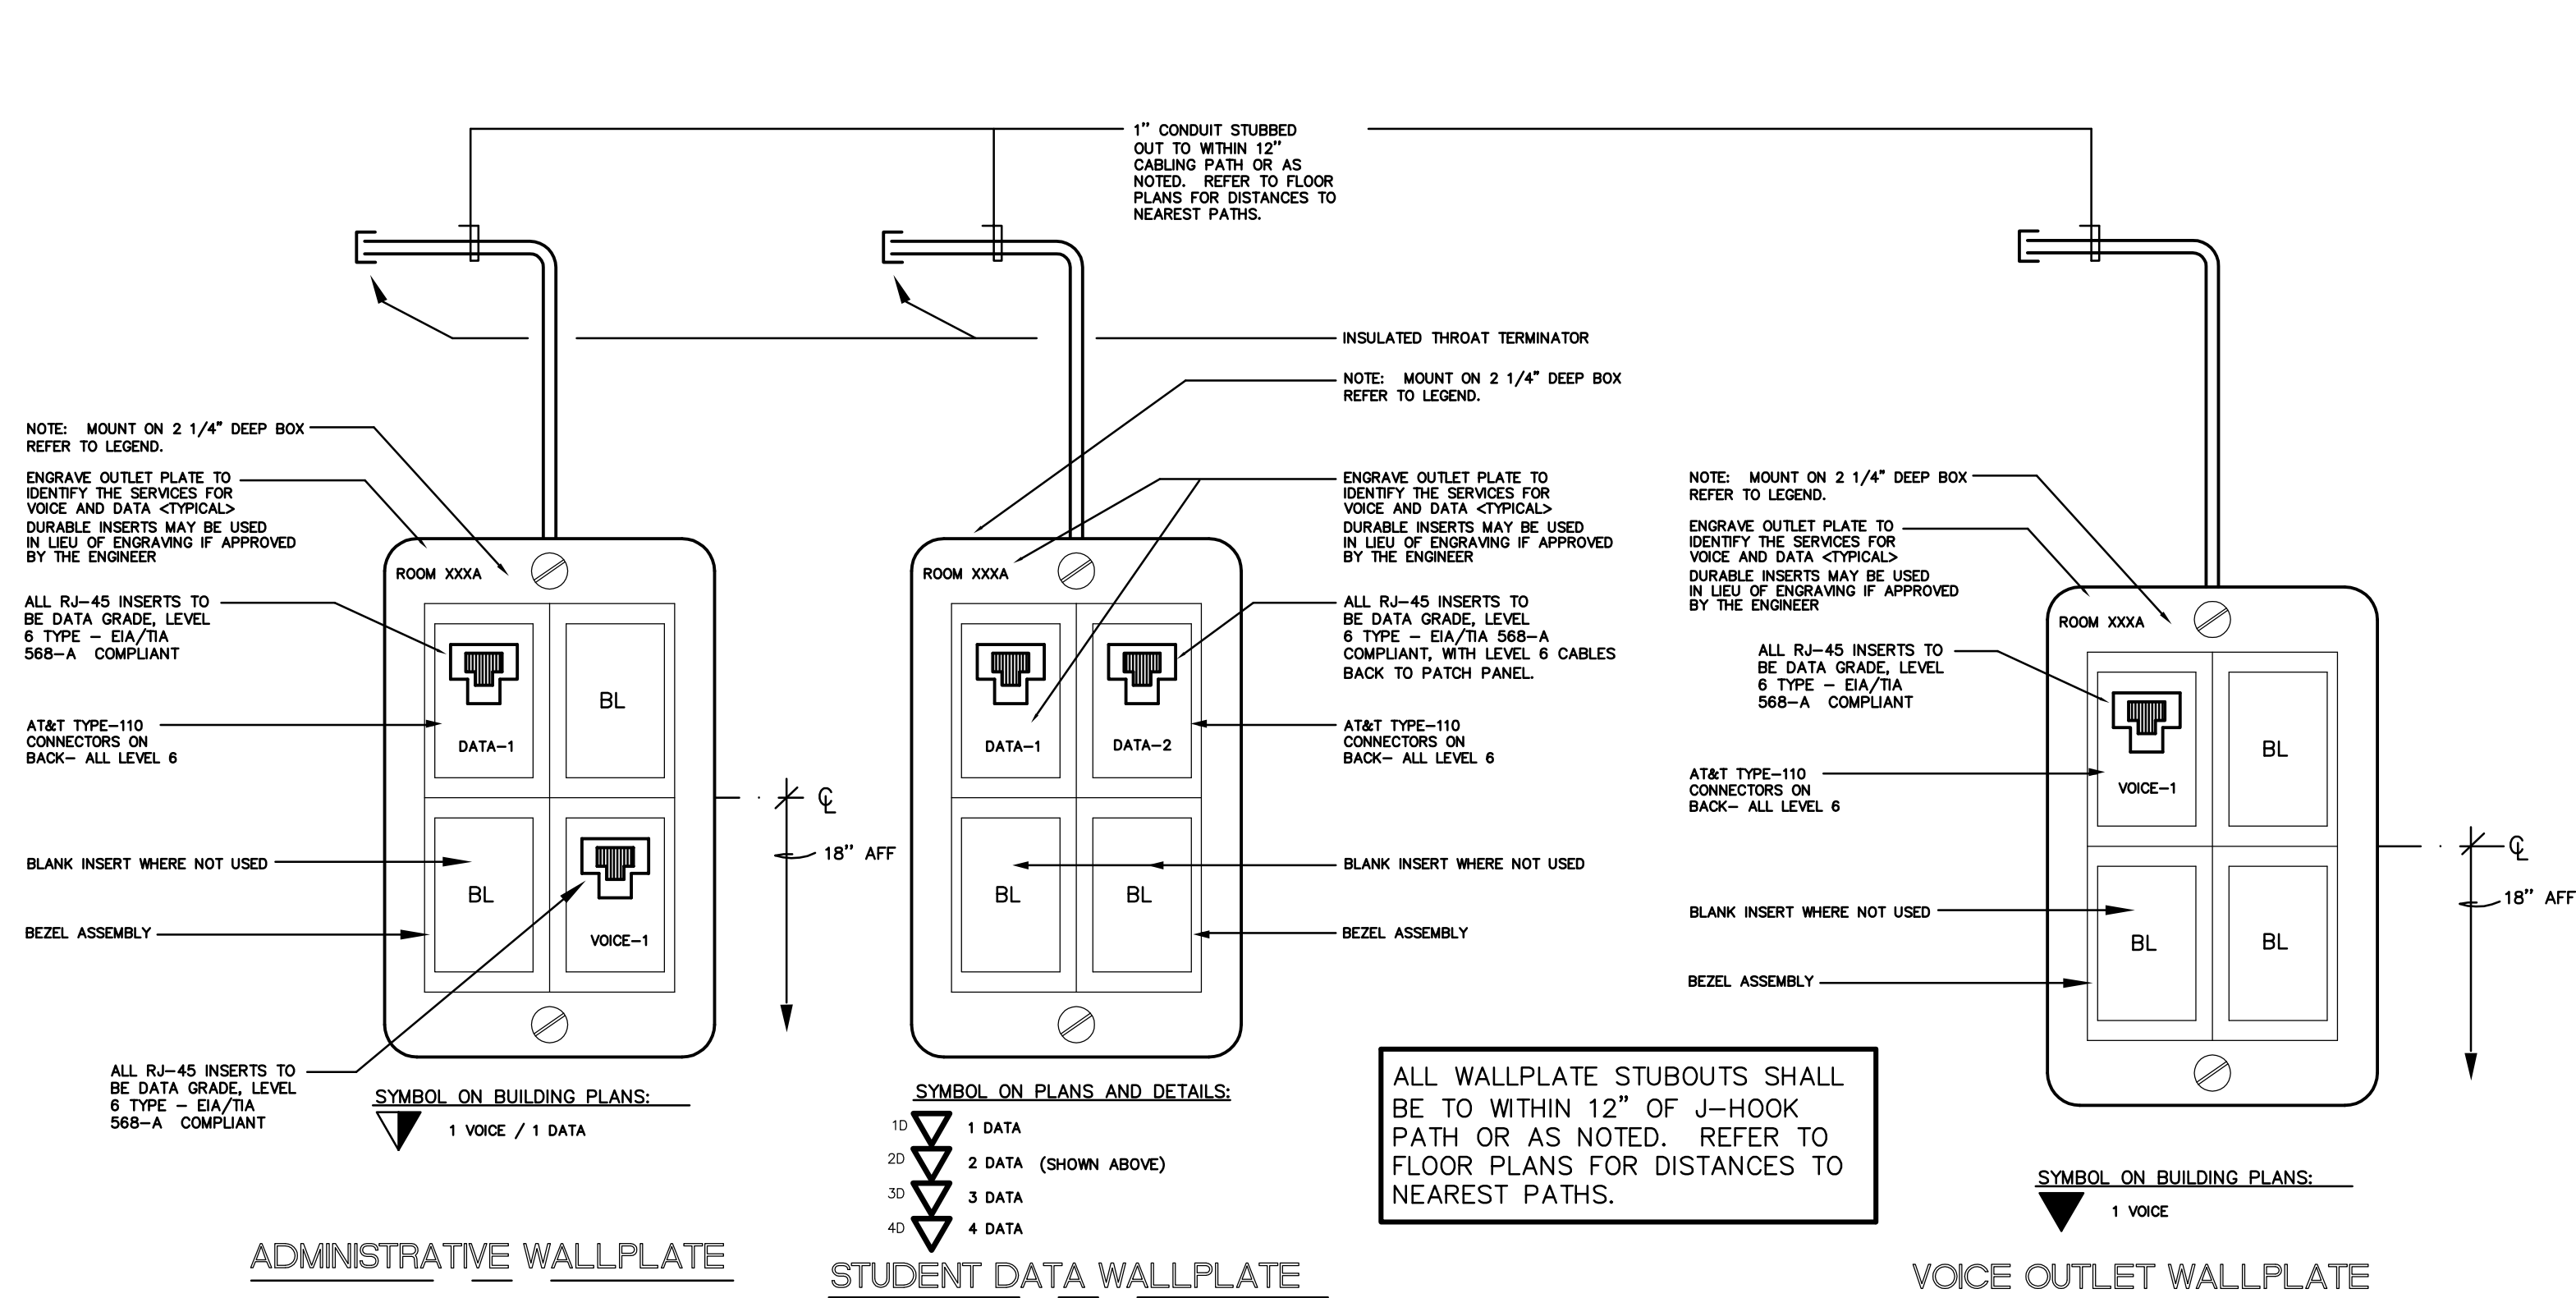 1" CONDUIT STUBBED
OUT TO WITHIN 12"
CABLING PATH OR AS
NOTED. REFER TO FLOOR
PLANS FOR DISTANCES TO
NEAREST PATHS.
INSULATED THROAT TERMINATOR
NOTE: MOUNT ON 2 1/4" DEEP BOX
REFER TO LEGEND.
NOTE: MOUNT ON 2 1/4" DEEP BOX
REFER TO LEGEND.
ENGRAVE OUTLET PLATE TO
IDENTIFY THE SERVICES FOR
VOICE AND DATA <TYPICAL>
DURABLE INSERTS MAY BE USED
IN LIEU OF ENGRAVING IF APPROVED
BY THE ENGINEER
ALL RJ-45 INSERTS TO
BE DATA GRADE, LEVEL
6 TYPE - EIA/TIA
568-A COMPLIANT
AT&T TYPE-110
CONNECTORS ON
BACK- ALL LEVEL 6
BLANK INSERT WHERE NOT USED
BEZEL ASSEMBLY
ALL RJ-45 INSERTS TO
BE DATA GRADE, LEVEL
6 TYPE - EIA/TIA
568-A COMPLIANT
ROOM XXXA
DATA-1
BL
BL
VOICE-1
℄
18" AFF
SYMBOL ON BUILDING PLANS:
1 VOICE / 1 DATA
ADMINISTRATIVE WALLPLATE
ROOM XXXA
DATA-1
DATA-2
BL
BL
ENGRAVE OUTLET PLATE TO
IDENTIFY THE SERVICES FOR
VOICE AND DATA <TYPICAL>
DURABLE INSERTS MAY BE USED
IN LIEU OF ENGRAVING IF APPROVED
BY THE ENGINEER
ALL RJ-45 INSERTS TO
BE DATA GRADE, LEVEL
6 TYPE - EIA/TIA 568-A
COMPLIANT, WITH LEVEL 6 CABLES
BACK TO PATCH PANEL.
AT&T TYPE-110
CONNECTORS ON
BACK- ALL LEVEL 6
BLANK INSERT WHERE NOT USED
BEZEL ASSEMBLY
SYMBOL ON PLANS AND DETAILS:
1D 1 DATA
2D 2 DATA (SHOWN ABOVE)
3D 3 DATA
4D 4 DATA
STUDENT DATA WALLPLATE
ALL WALLPLATE STUBOUTS SHALL
BE TO WITHIN 12" OF J-HOOK
PATH OR AS NOTED. REFER TO
FLOOR PLANS FOR DISTANCES TO
NEAREST PATHS.
NOTE: MOUNT ON 2 1/4" DEEP BOX
REFER TO LEGEND.
ENGRAVE OUTLET PLATE TO
IDENTIFY THE SERVICES FOR
VOICE AND DATA <TYPICAL>
DURABLE INSERTS MAY BE USED
IN LIEU OF ENGRAVING IF APPROVED
BY THE ENGINEER
ALL RJ-45 INSERTS TO
BE DATA GRADE, LEVEL
6 TYPE - EIA/TIA
568-A COMPLIANT
AT&T TYPE-110
CONNECTORS ON
BACK- ALL LEVEL 6
BLANK INSERT WHERE NOT USED
BEZEL ASSEMBLY
ROOM XXXA
VOICE-1
BL
BL
BL
℄
18" AFF
SYMBOL ON BUILDING PLANS:
1 VOICE
VOICE OUTLET WALLPLATE